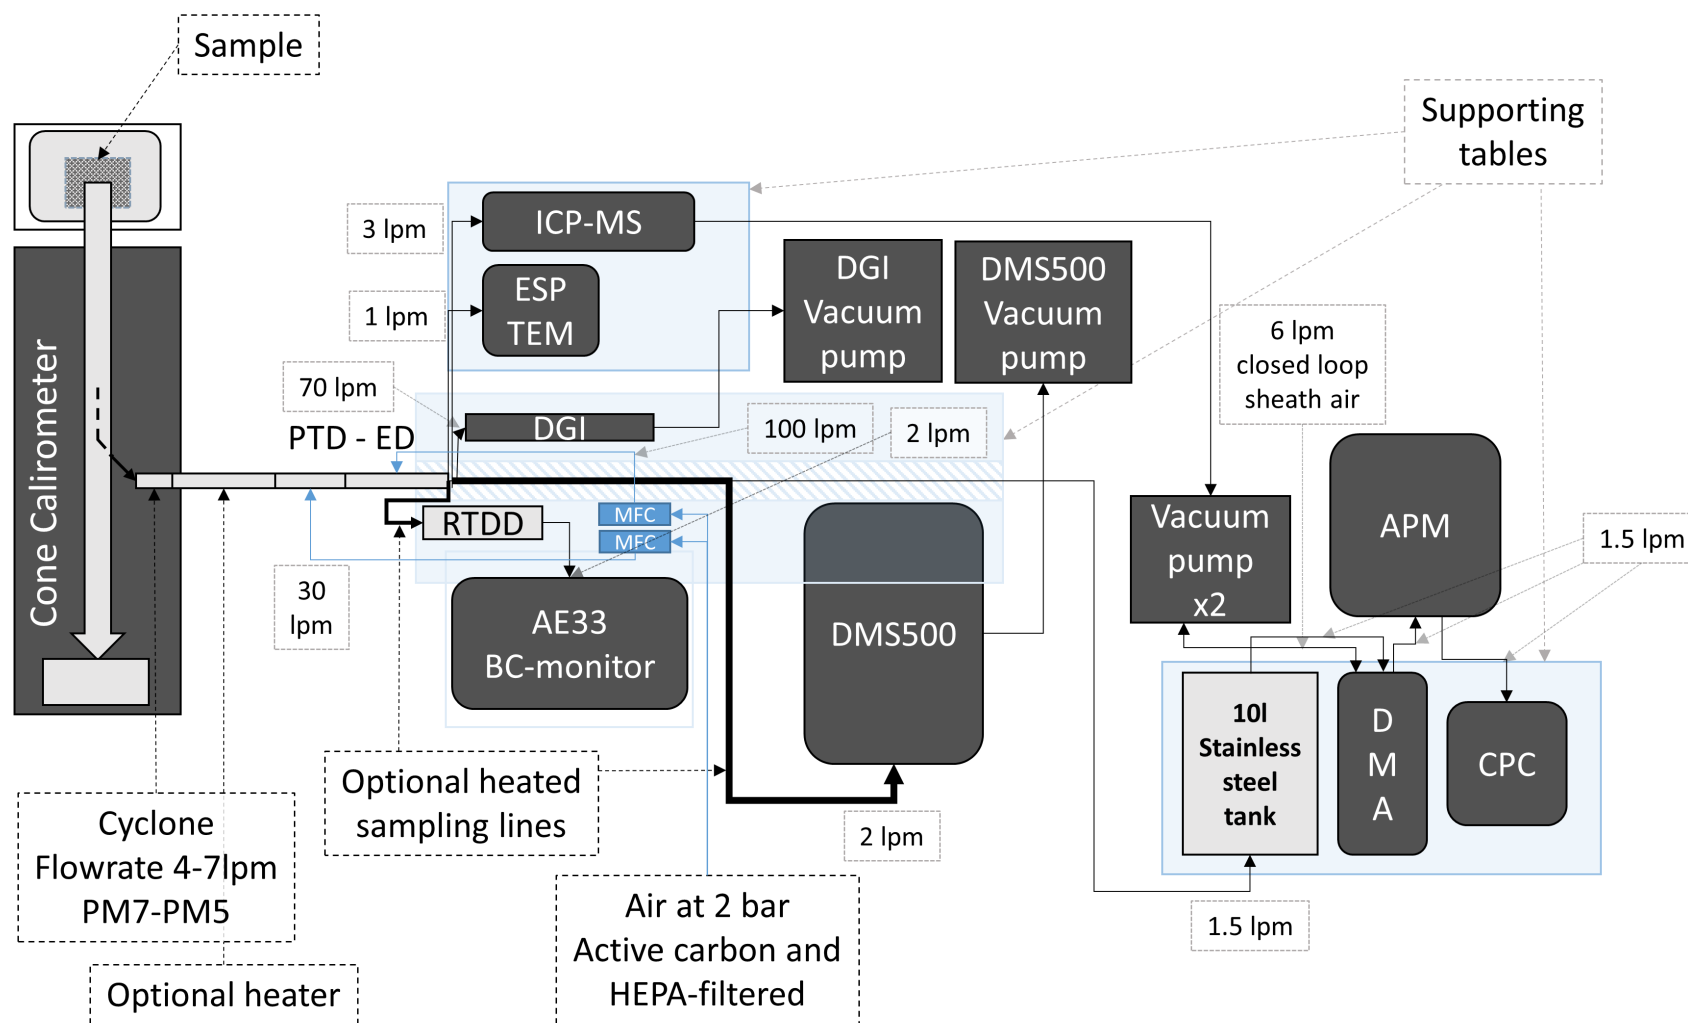 Sample
Supporting
tables
3 lpm
ICP-MS
1 lpm
ESP
TEM
DGI
Vacuum
pump
DMS500
Vacuum
pump
6 lpm
closed loop
sheath air
70 lpm
DGI
100 lpm
2 lpm
PTD - ED
Cone Calirometer
RTDD
MFC
MFC
Vacuum
pump
x2
APM
1.5 lpm
30
lpm
AE33
BC-monitor
DMS500
10l
Stainless
steel
tank
D
M
A
CPC
Optional heated
sampling lines
2 lpm
Cyclone
Flowrate 4-7lpm
PM7-PM5
Air at 2 bar
Active carbon and
HEPA-filtered
1.5 lpm
Optional heater